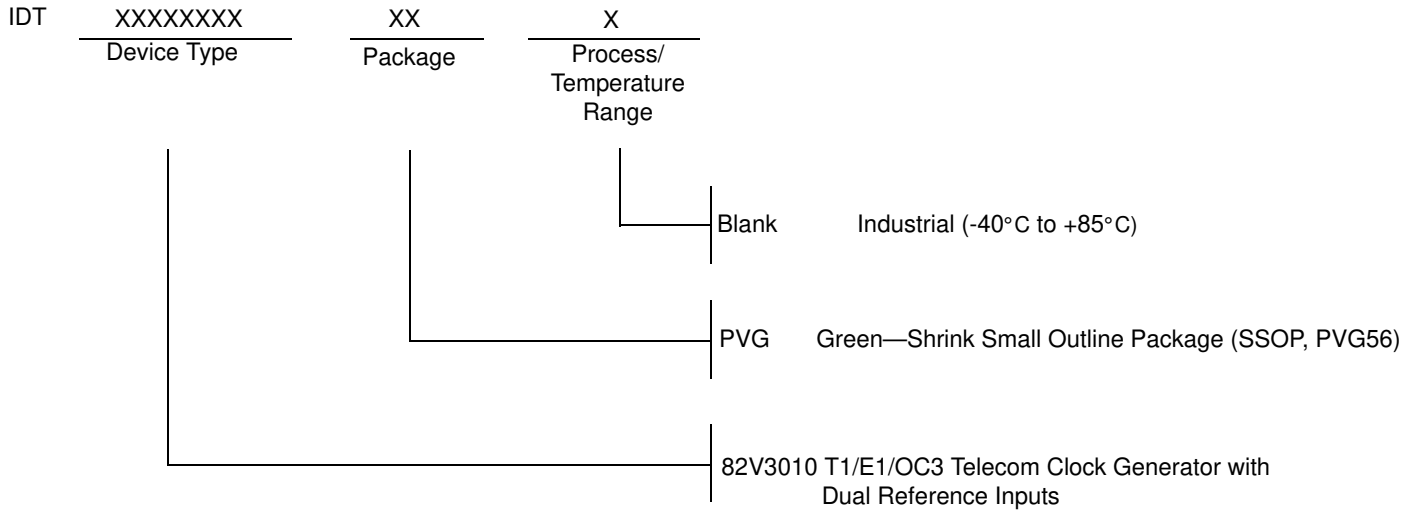 IDT XXXXXXXX XX X
Device Type Package Process/
Temperature
Range
Blank Industrial (-40°C to +85°C)
PVG Green—Shrink Small Outline Package (SSOP, PVG56)
82V3010 T1/E1/OC3 Telecom Clock Generator with
Dual Reference Inputs